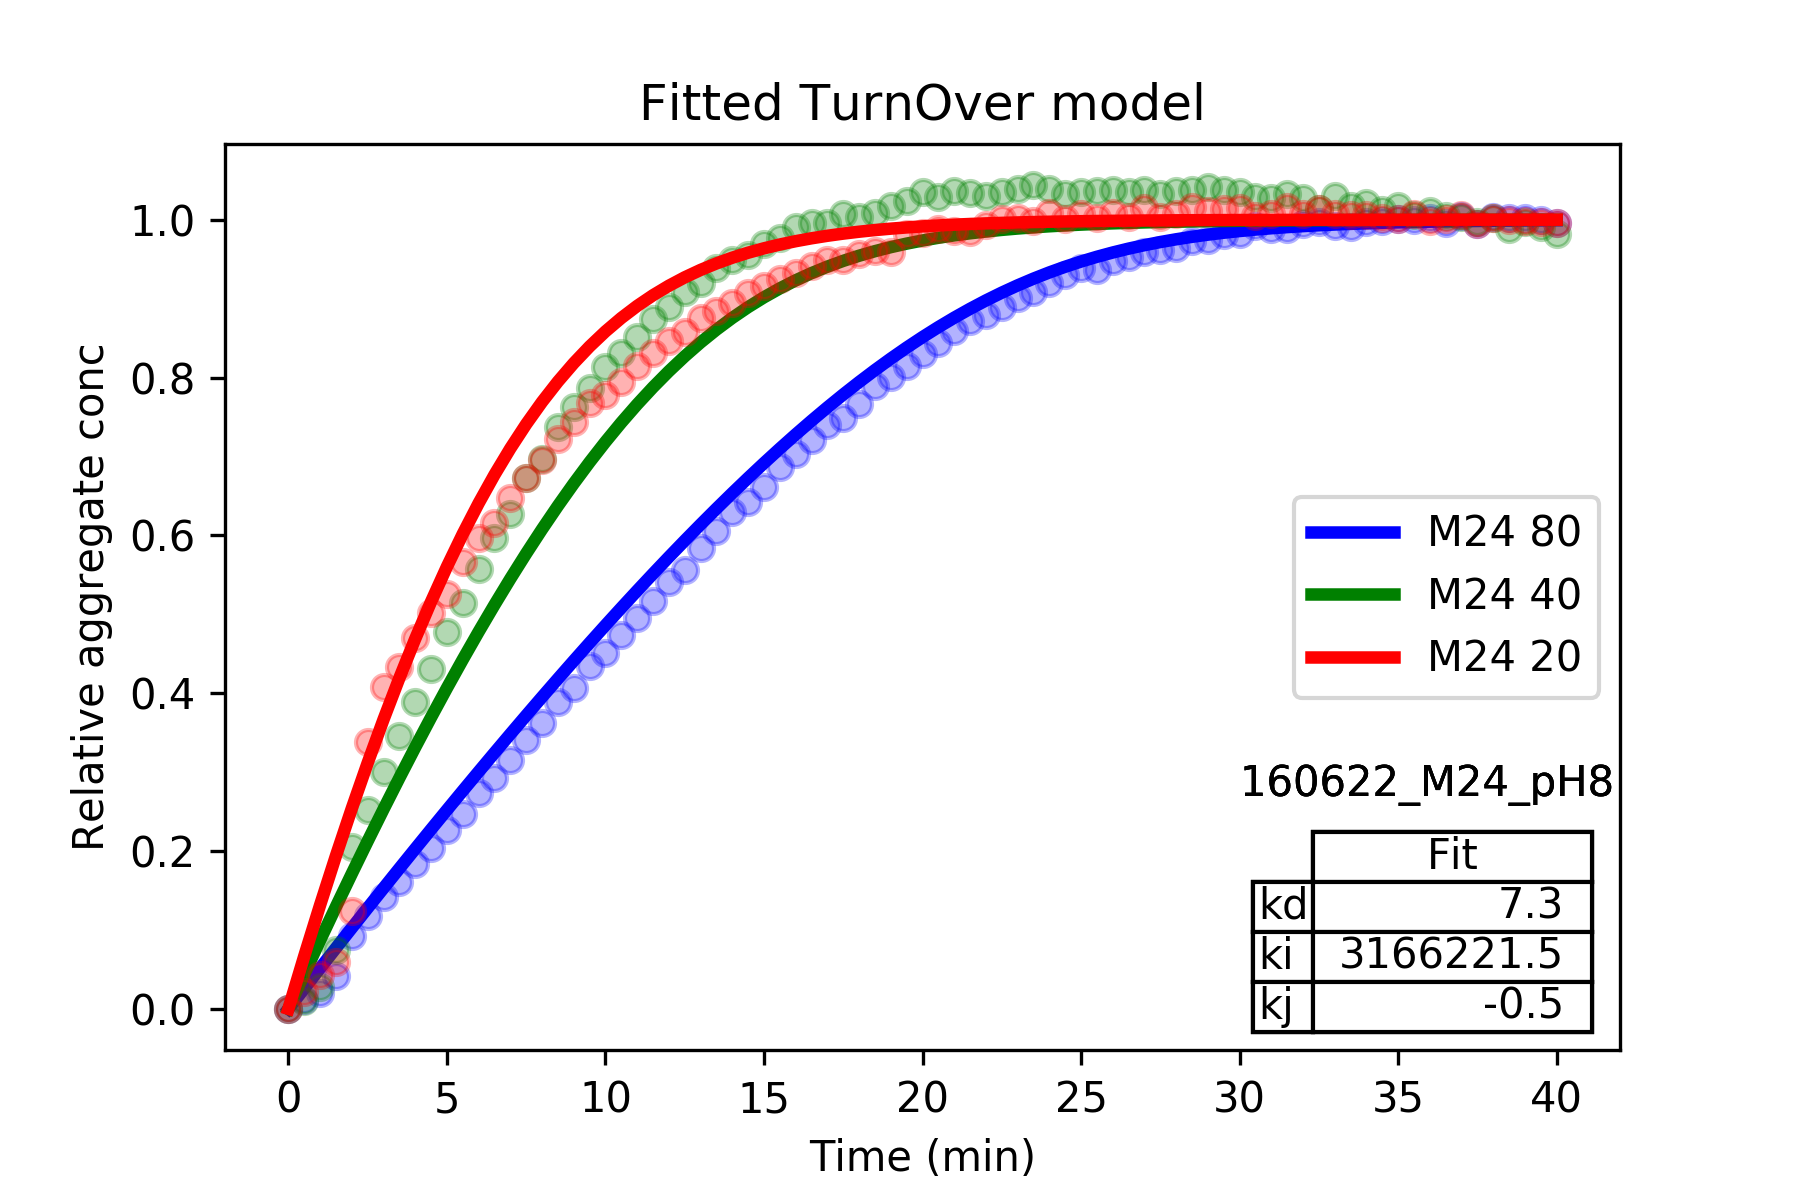 Fitted TurnOver model
Relative aggregate conc
1.0
0.8
0.6
0.4
0.2
0.0
M24 80
M24 40
M24 20
160622_M24_pH8
Fit
kd 7.3
ki 3166221.5
kj -0.5
0 5 10 15 20 25 30 35 40
Time (min)